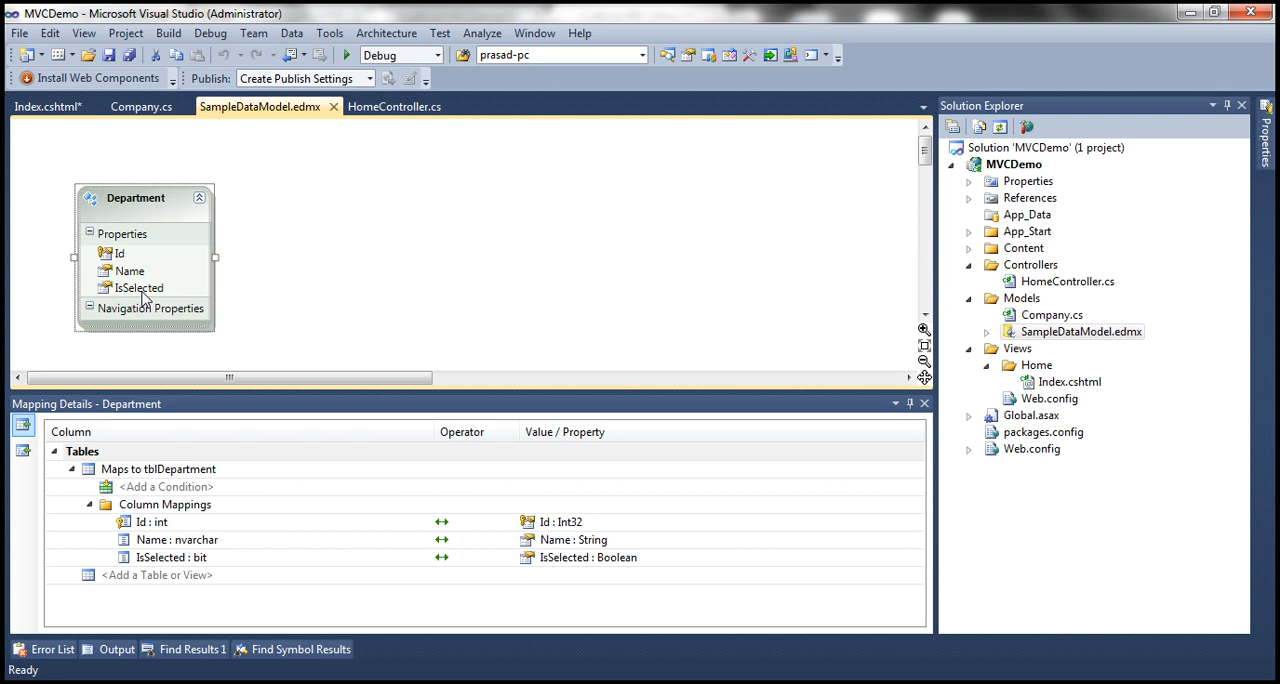 MVCDemo - Microsoft Visual Studio (Administrator)
File Edit View Project Build Debug Team Data Tools Architecture Test Analyze Window Help
Debug prasad-pc
Install Web Components Publish: Create Publish Settings
Index.cshtml* Company.cs SampleDataModel.edmx HomeController.cs
Department
Properties
Id
Name
IsSelected
Navigation Properties
Mapping Details - Department
Column Operator Value / Property
Tables
Maps to tblDepartment
<Add a Condition>
Column Mappings
Id : int Id : Int32
Name : nvarchar Name : String
IsSelected : bit IsSelected : Boolean
<Add a Table or View>
Solution Explorer
Solution 'MVCDemo' (1 project)
MVCDemo
Properties
References
App_Data
App_Start
Content
Controllers
HomeController.cs
Models
Company.cs
SampleDataModel.edmx
Views
Home
Index.cshtml
Web.config
Global.asax
packages.config
Web.config
Properties
Error List Output Find Results 1 Find Symbol Results
Ready